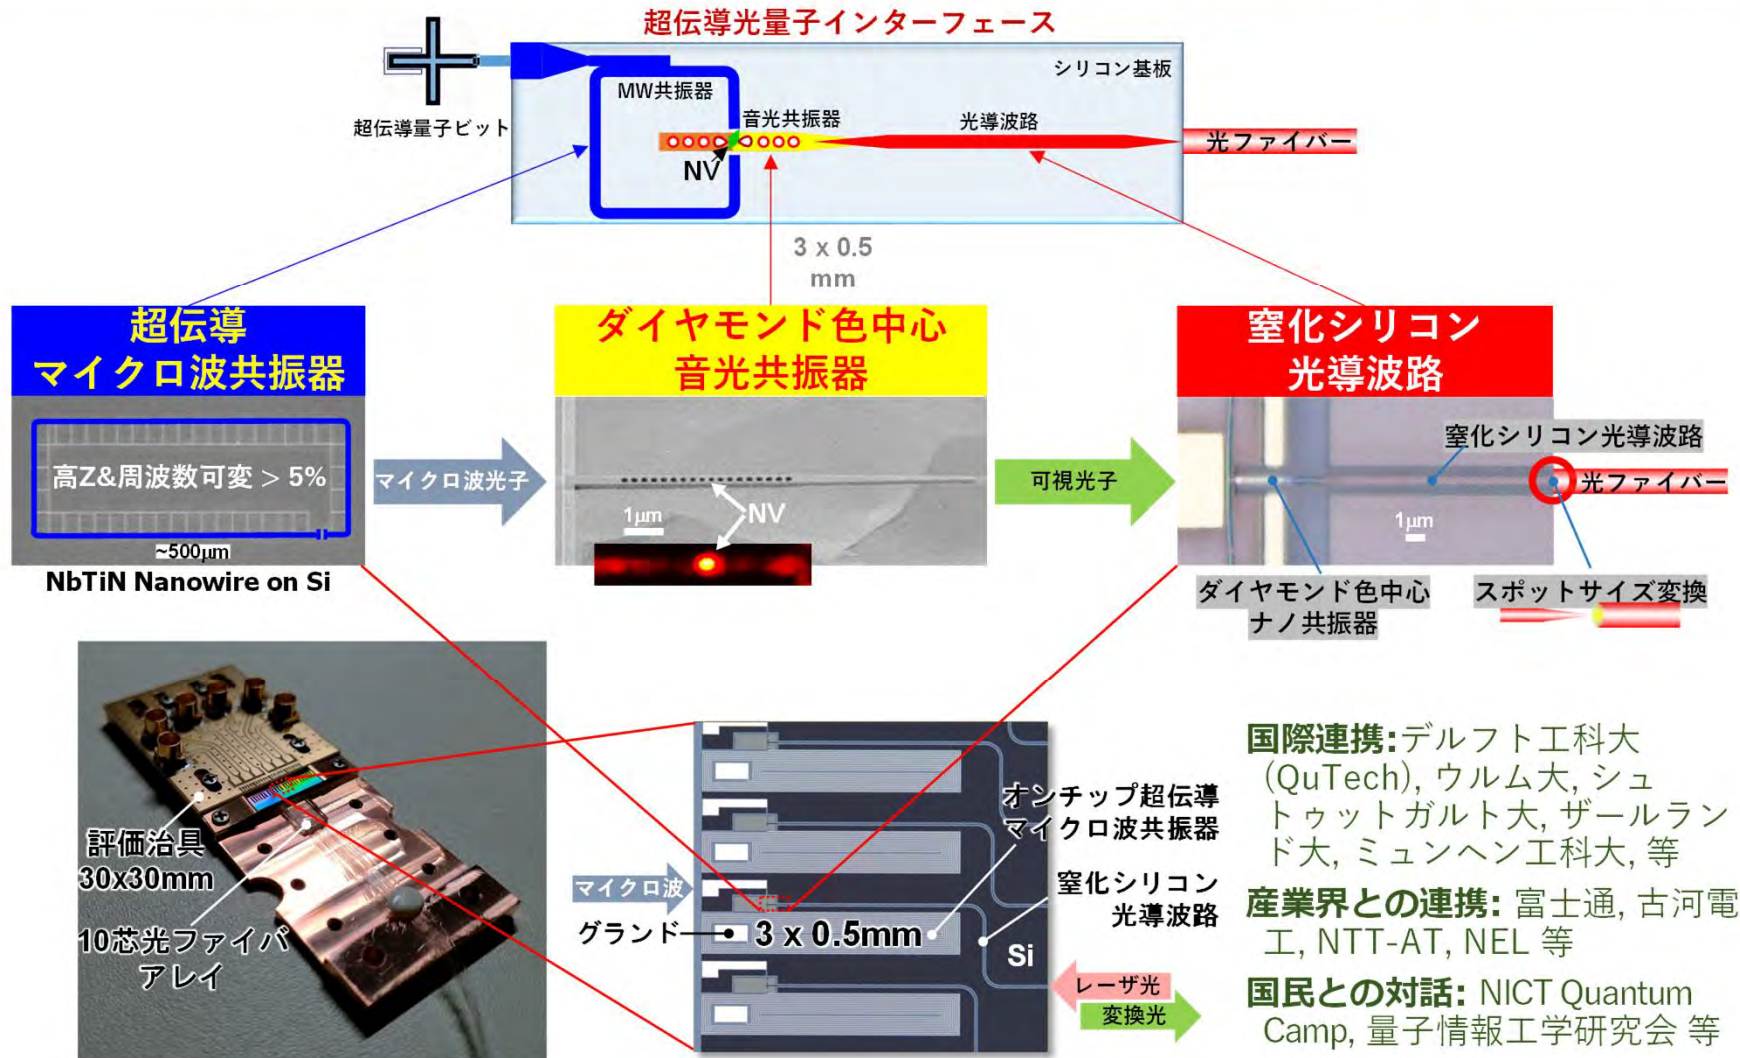 超伝導光量子インターフェース
シリコン基板
MW共振器
音光共振器
光導波路
超伝導量子ビット
光ファイバー
NV
3 x 0.5
mm
超伝導
マイクロ波共振器
高Z&周波数可変 > 5%
~500μm
NbTiN Nanowire on Si
マイクロ波光子
ダイヤモンド色中心
音光共振器
1μm
NV
可視光子
窒化シリコン
光導波路
窒化シリコン光導波路
光ファイバー
1μm
ダイヤモンド色中心
ナノ共振器
スポットサイズ変換
評価治具
30x30mm
10芯光ファイバ
アレイ
マイクロ波
グランド
3 x 0.5mm
オンチップ超伝導
マイクロ波共振器
窒化シリコン
光導波路
Si
レーザ光
変換光
国際連携:デルフト工科大
(QuTech), ウルム大, シュ
トゥットガルト大, ザールラン
ド大, ミュンヘン工科大, 等
産業界との連携: 富士通, 古河電
工, NTT-AT, NEL 等
国民との対話: NICT Quantum
Camp, 量子情報工学研究会 等